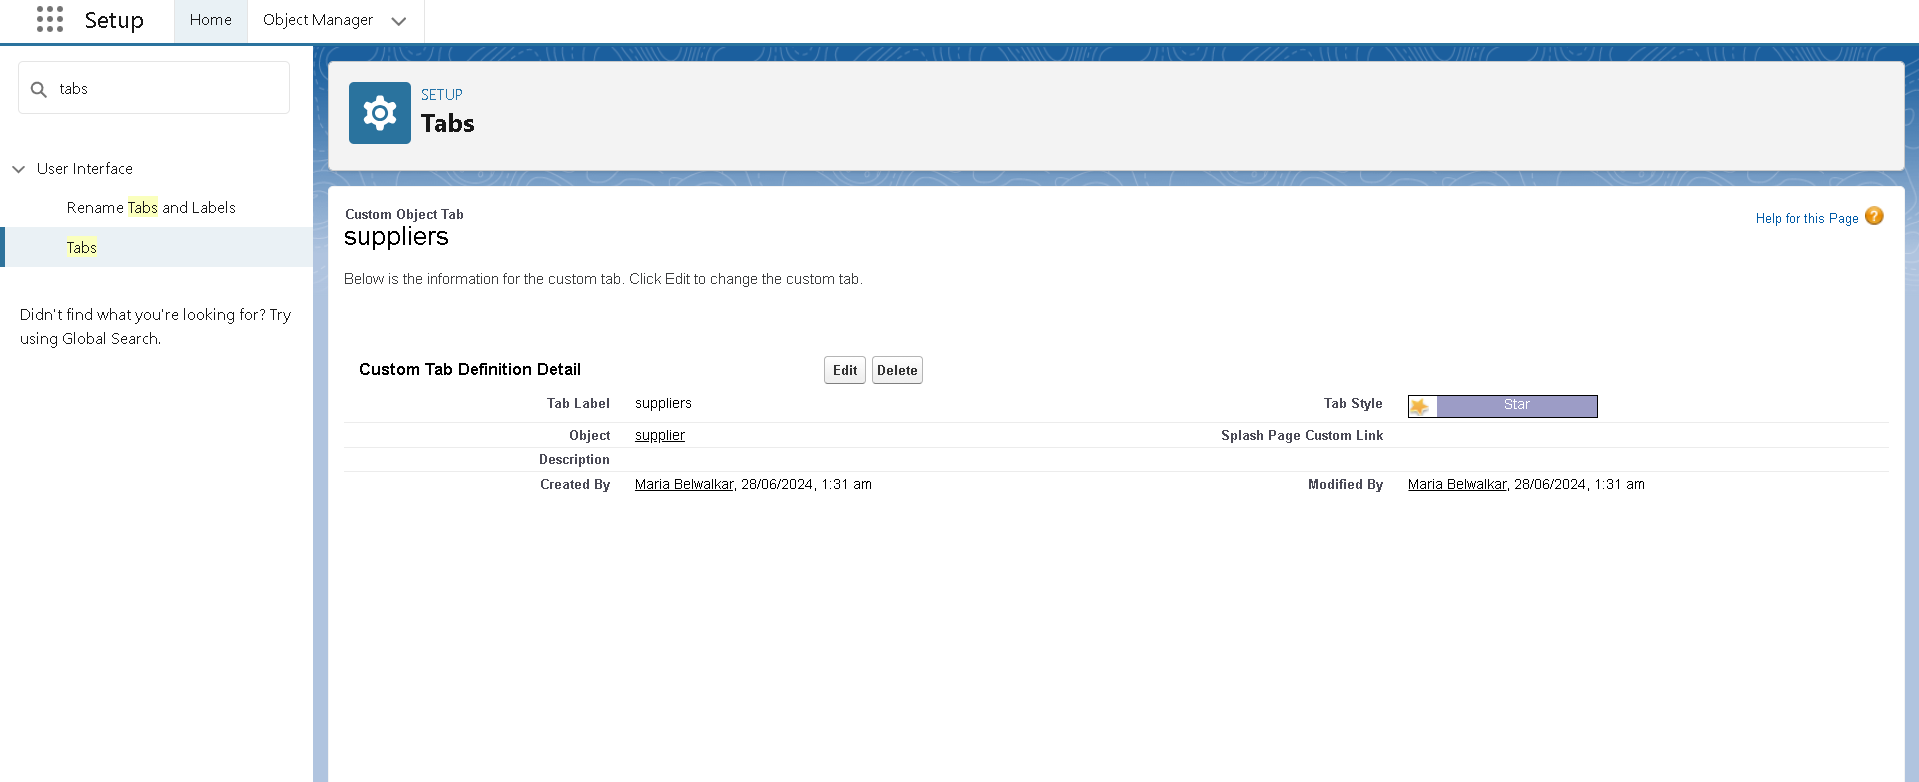 Setup
Home
Object Manager
tabs
User Interface
Rename Tabs and Labels
Tabs
Didn't find what you're looking for? Try
using Global Search.
SETUP
Tabs
Custom Object Tab
suppliers
Help for this Page ?
Below is the information for the custom tab. Click Edit to change the custom tab.
Custom Tab Definition Detail
Edit
Delete
Tab Label suppliers
Tab Style Star
Object supplier
Splash Page Custom Link
Description
Created By Maria Belwalkar, 28/06/2024, 1:31 am
Modified By Maria Belwalkar, 28/06/2024, 1:31 am